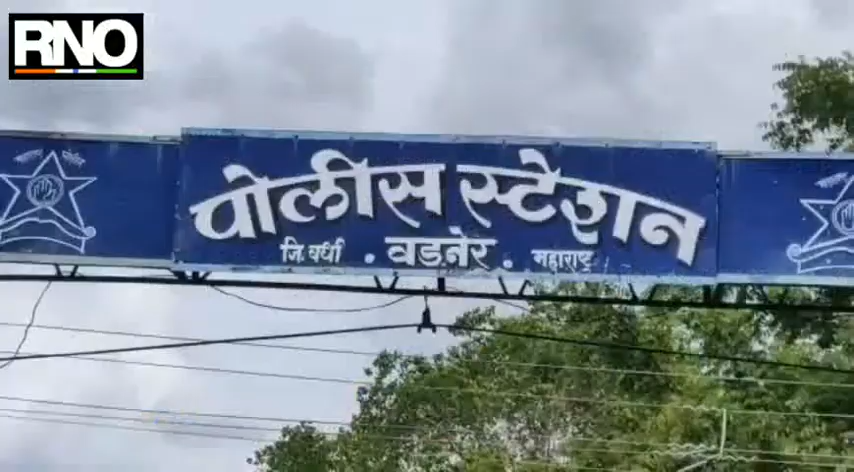 RNO
पोलीस स्टेशन
जि. वर्धा . वडनेर . महाराष्ट्र